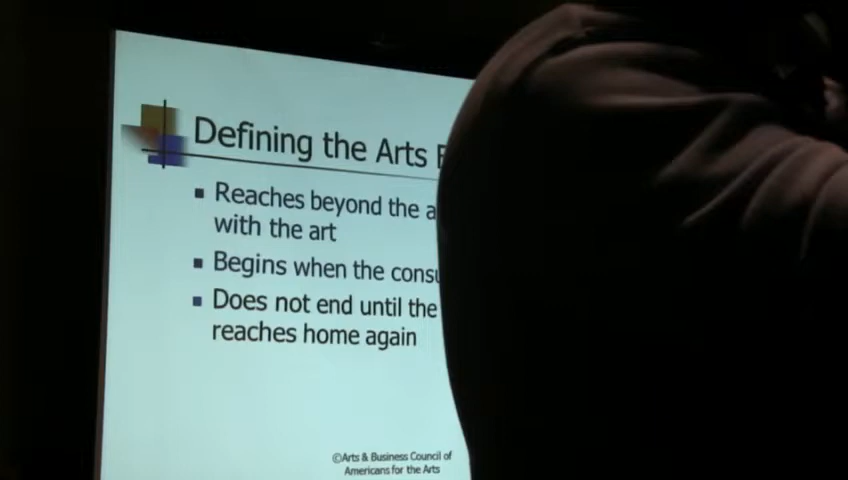 Defining the Arts
Reaches beyond the
with the art
Begins when the
Does not end until the
reaches home again
©Arts & Business Council of
Americans for the Arts